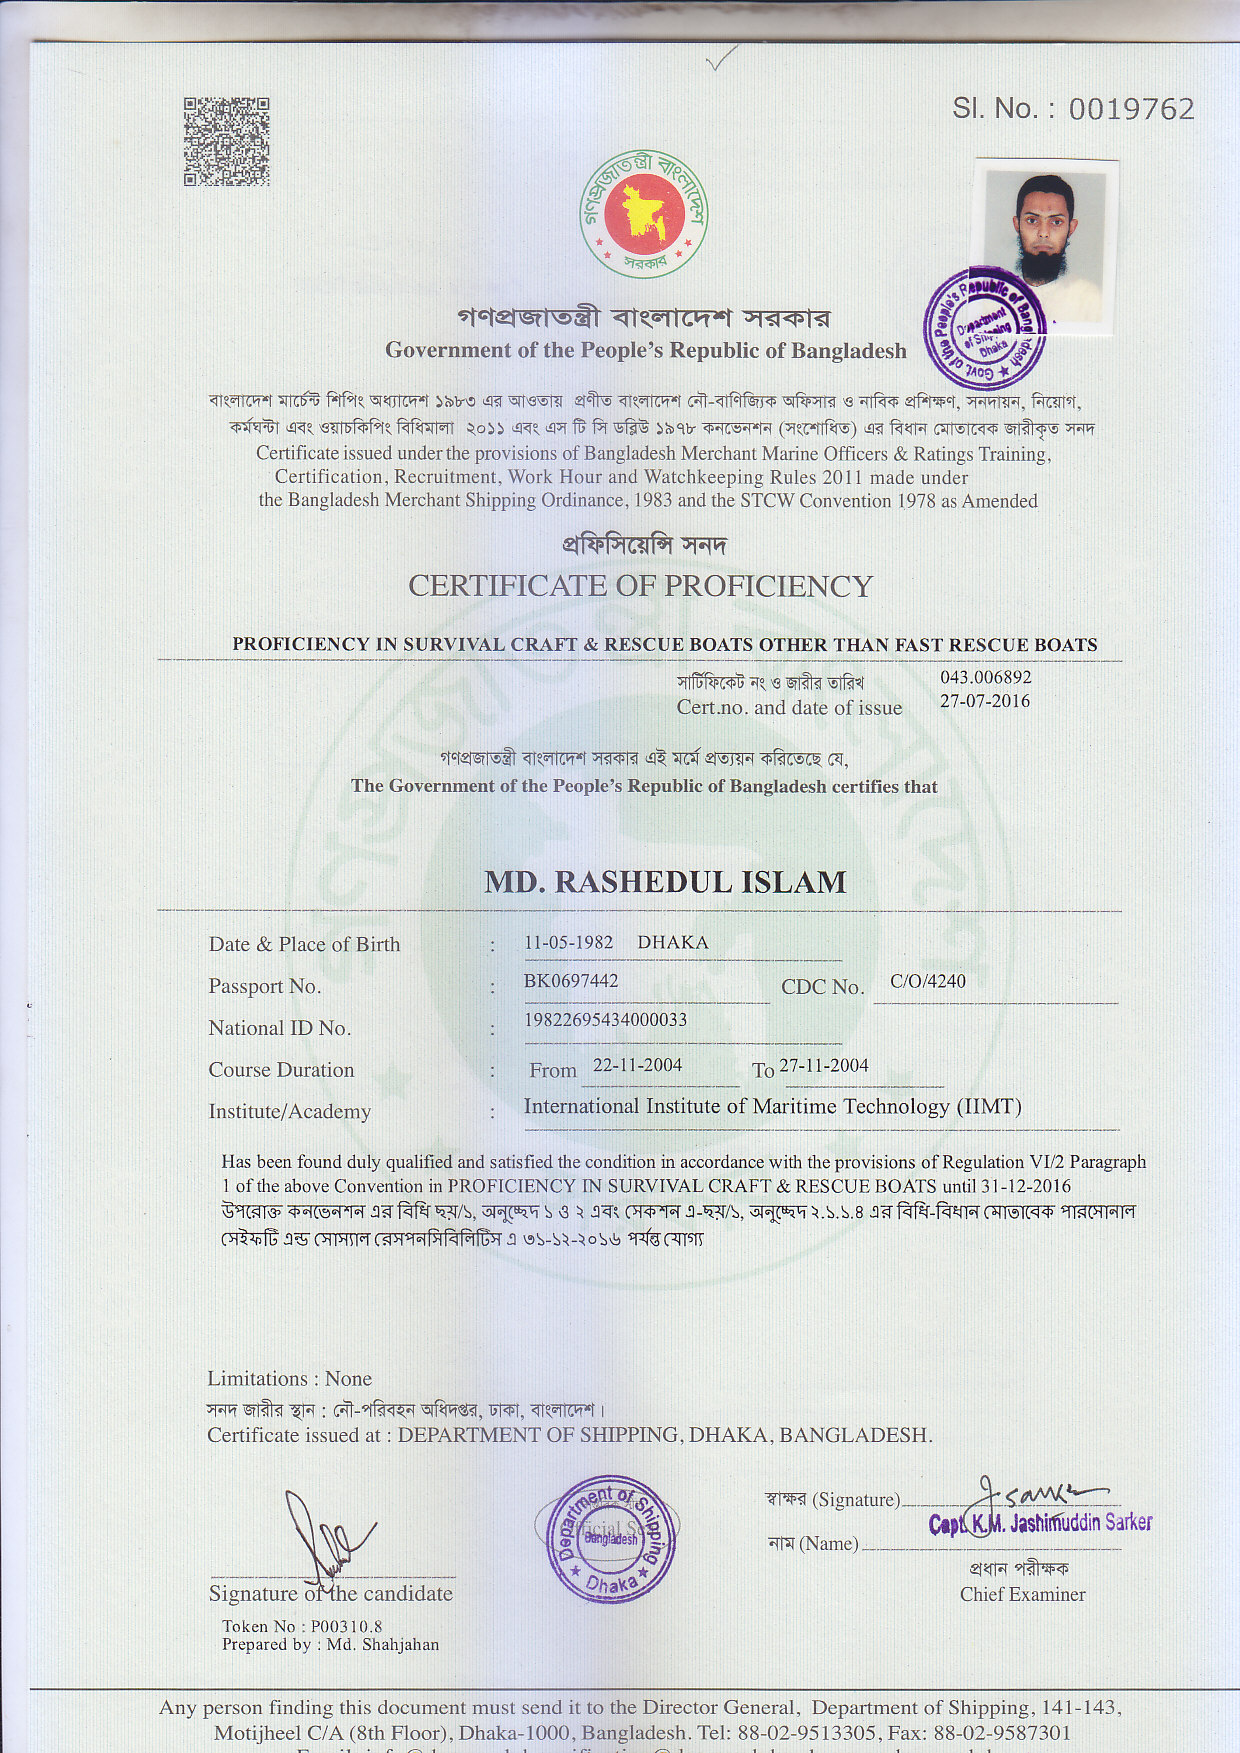 Sl. No. : 0019762
গণপ্রজাতন্ত্রী বাংলাদেশ
সরকার
Govt. of the People's Republic of Bangladesh
Department
of Shipping
Dhaka
গণপ্রজাতন্ত্রী বাংলাদেশ সরকার
Government of the People's Republic of Bangladesh
বাংলাদেশ মার্চেন্ট শিপিং অধ্যাদেশ ১৯৮৩ এর আওতায় প্রণীত বাংলাদেশ নৌ-বাণিজ্যিক অফিসার ও নাবিক প্রশিক্ষণ, সনদায়ন, নিয়োগ,
কর্মঘন্টা এবং ওয়াচকিপিং বিধিমালা ২০১১ এবং এস টি সি ডব্লিউ ১৯৭৮ কনভেনশন (সংশোধিত) এর বিধান মোতাবেক জারীকৃত সনদ
Certificate issued under the provisions of Bangladesh Merchant Marine Officers & Ratings Training,
Certification, Recruitment, Work Hour and Watchkeeping Rules 2011 made under
the Bangladesh Merchant Shipping Ordinance, 1983 and the STCW Convention 1978 as Amended
প্রফিসিয়েন্সি সনদ
CERTIFICATE OF PROFICIENCY
PROFICIENCY IN SURVIVAL CRAFT & RESCUE BOATS OTHER THAN FAST RESCUE BOATS
সার্টিফিকেট নং ও জারীর তারিখ 043.006892
Cert.no. and date of issue 27-07-2016
গণপ্রজাতন্ত্রী বাংলাদেশ সরকার এই মর্মে প্রত্যয়ন করিতেছে যে,
The Government of the People's Republic of Bangladesh certifies that
MD. RASHEDUL ISLAM
Date & Place of Birth : 11-05-1982 DHAKA
Passport No. : BK0697442 CDC No. C/O/4240
National ID No. : 19822695434000033
Course Duration : From 22-11-2004 To 27-11-2004
Institute/Academy : International Institute of Maritime Technology (IIMT)
Has been found duly qualified and satisfied the condition in accordance with the provisions of Regulation VI/2 Paragraph
1 of the above Convention in PROFICIENCY IN SURVIVAL CRAFT & RESCUE BOATS until 31-12-2016
উপরোক্ত কনভেনশন এর বিধি ছয়/১, অনুচ্ছেদ ১ ও ২ এবং সেকশন এ-ছয়/১, অনুচ্ছেদ ২.১.১.৪ এর বিধি-বিধান মোতাবেক পারসোনাল
সেইফটি এন্ড সোস্যাল রেসপনসিবিলিটিস এ ৩১-১২-২০১৬ পর্যন্ত যোগ্য
Limitations : None
সনদ জারীর স্থান : নৌ-পরিবহন অধিদপ্তর, ঢাকা, বাংলাদেশ।
Certificate issued at : DEPARTMENT OF SHIPPING, DHAKA, BANGLADESH.
Department of Shipping
Official Seal
Bangladesh
Dhaka
স্বাক্ষর (Signature) Jsarker
Capt. K.M. Jashimuddin Sarker
নাম (Name)
প্রধান পরীক্ষক
Signature of the candidate
Chief Examiner
Token No : P00310.8
Prepared by : Md. Shahjahan
Any person finding this document must send it to the Director General, Department of Shipping, 141-143,
Motijheel C/A (8th Floor), Dhaka-1000, Bangladesh. Tel: 88-02-9513305, Fax: 88-02-9587301